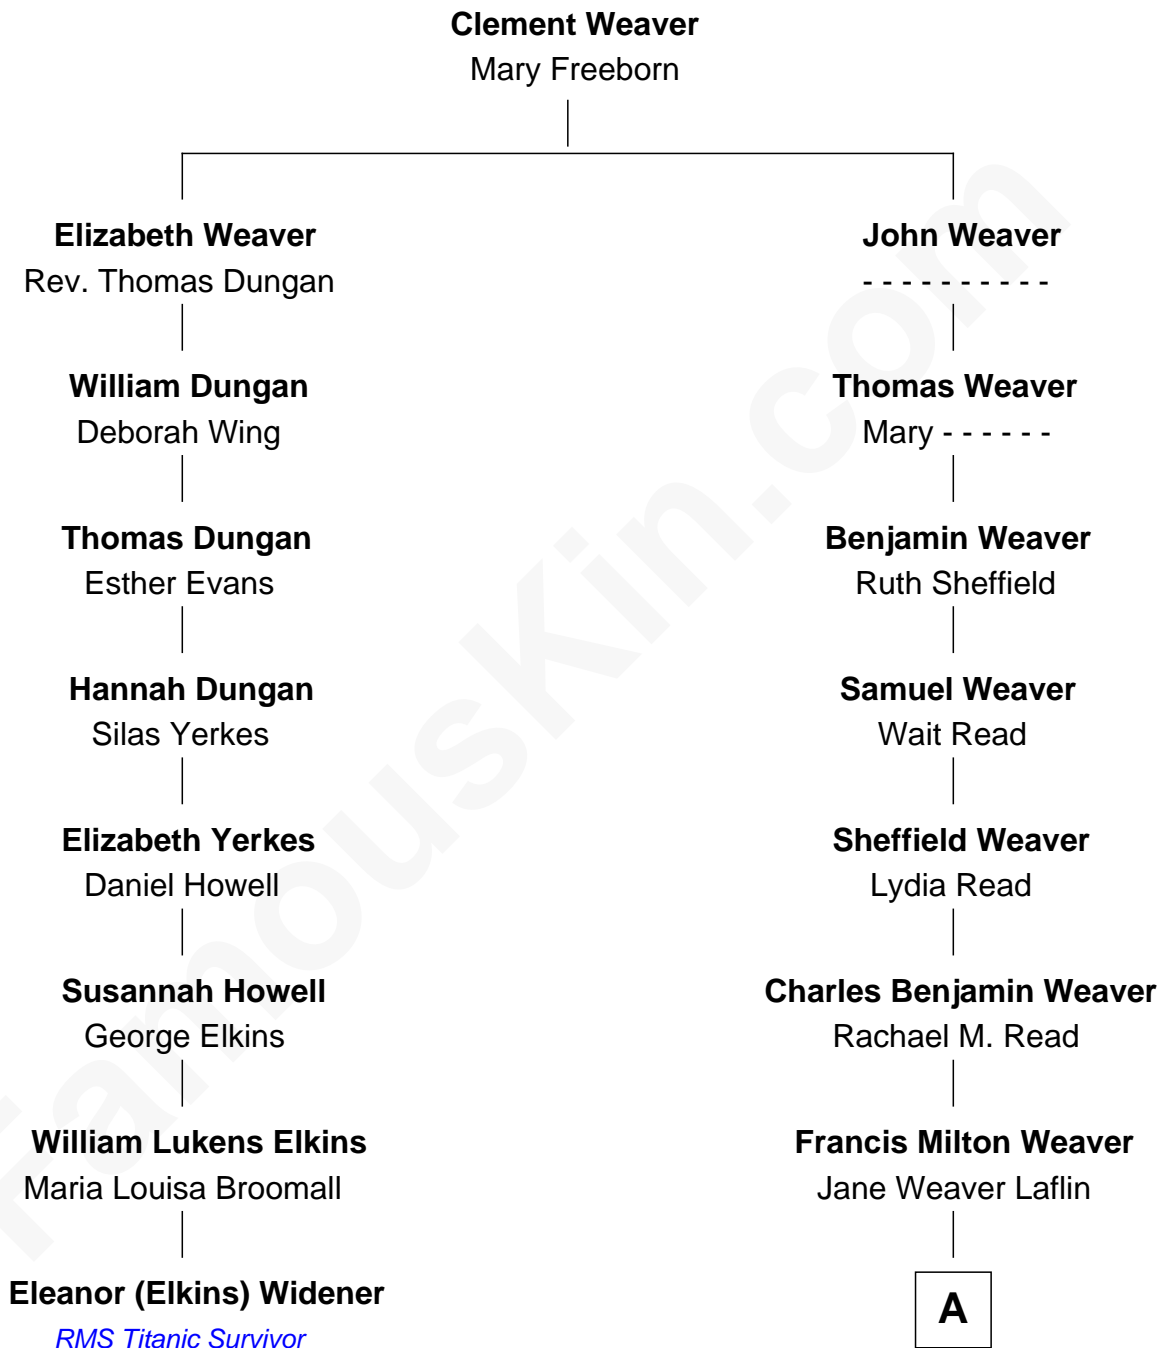 Clement Weaver
Mary Freeborn
Elizabeth Weaver
Rev. Thomas Dungan
John Weaver
- - - - - - - - - -
William Dungan
Deborah Wing
Thomas Weaver
Mary - - - - - -
Thomas Dungan
Esther Evans
Benjamin Weaver
Ruth Sheffield
Hannah Dungan
Silas Yerkes
Samuel Weaver
Wait Read
Elizabeth Yerkes
Daniel Howell
Sheffield Weaver
Lydia Read
Susannah Howell
George Elkins
Charles Benjamin Weaver
Rachael M. Read
William Lukens Elkins
Maria Louisa Broomall
Francis Milton Weaver
Jane Weaver Laflin
Eleanor (Elkins) Widener
RMS Titanic Survivor
A
FamousKin.com